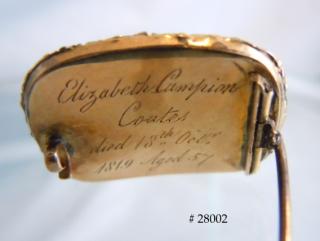 Elizabeth Campion
Coates
died 18th Octr.
1819 Aged 57
# 28002